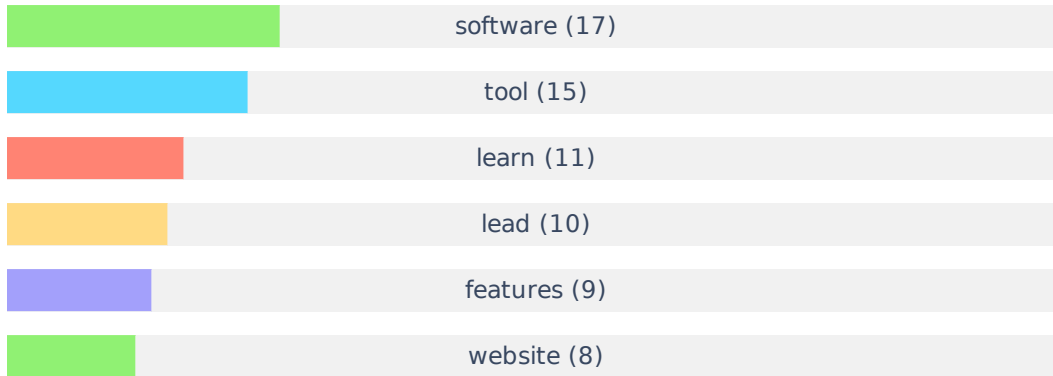 software (17)
tool (15)
learn (11)
lead (10)
features (9)
website (8)